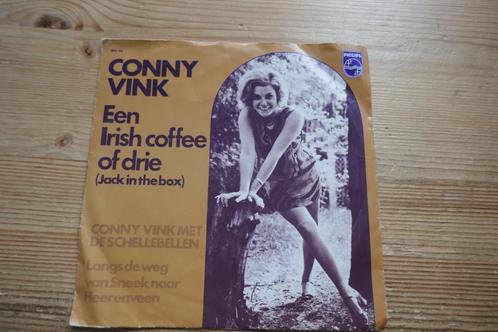 PHILIPS
CONNY
VINK
Een
Irish coffee
of drie
(Jack in the box)
CONNY VINK MET
DE SCHELLEBELLEN
Langs de weg
van Sneek naar
Heerenveen